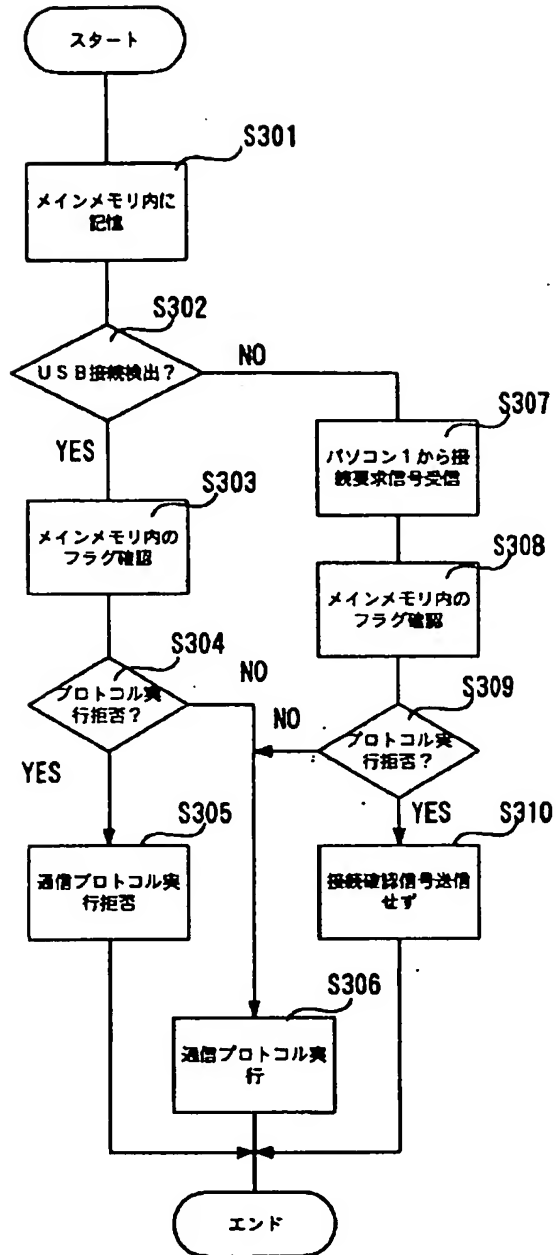 スタート
S301
メインメモリ内に
記憶
S302
USB接続検出?
NO
YES
S307
パソコン1から接
続要求信号受信
S303
メインメモリ内の
フラグ確認
S308
メインメモリ内の
フラグ確認
S304
プロトコル実
行拒否?
NO
YES
S309
プロトコル実
行拒否?
NO
YES
S305
通信プロトコル実
行拒否
S310
接続確認信号送信
せず
S306
通信プロトコル実
行
エンド